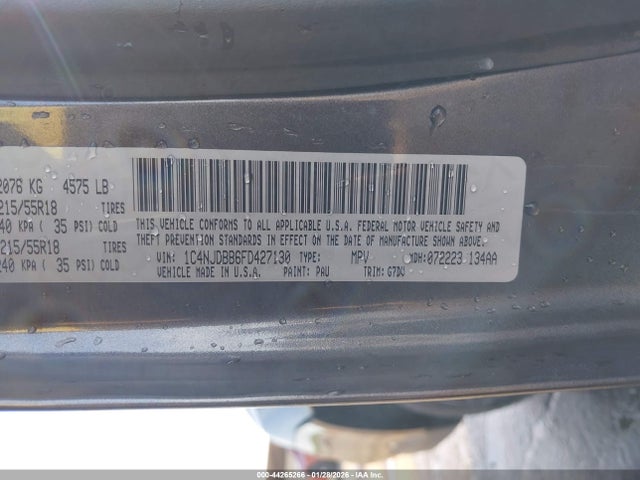 2076 KG 4575 LB
215/55R18 TIRES
40 KPA ( 35 PSI) COLD
215/55R18 TIRES
240 KPA ( 35 PSI) COLD
THIS VEHICLE CONFORMS TO ALL APPLICABLE U.S.A. FEDERAL MOTOR VEHICLE SAFETY AND
THEFT PREVENTION STANDARDS IN EFFECT ON THE DATE OF MANUFACTURE SHOWN ABOVE.
VIN: 1C4NJDBB6FD427130 TYPE: MPV MDH: 072223 134AA
VEHICLE MADE IN U.S.A. PAINT: PAU TRIM: G7DV
000-44265266 | 01/28/2026 | IAA Inc.